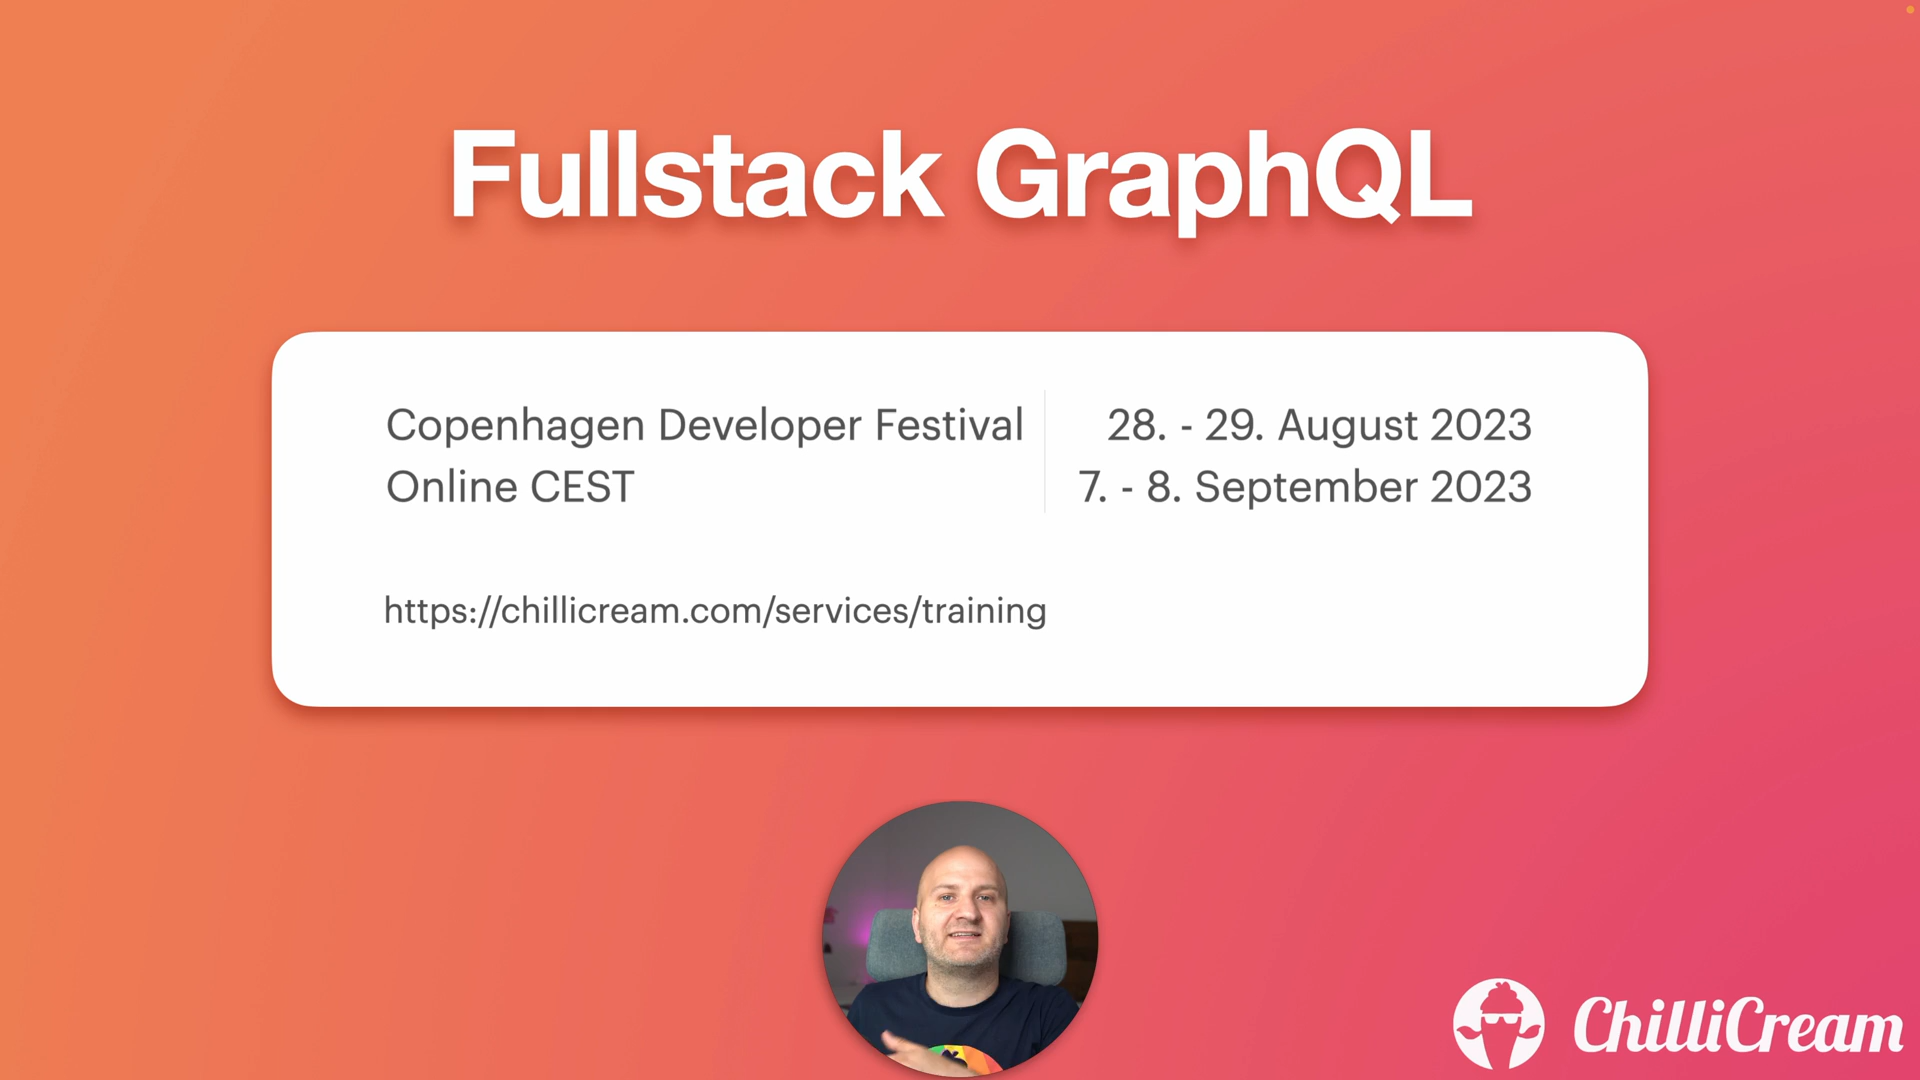 Fullstack GraphQL
Copenhagen Developer Festival 28. - 29. August 2023
Online CEST 7. - 8. September 2023
https://chillicream.com/services/training
ChilliCream